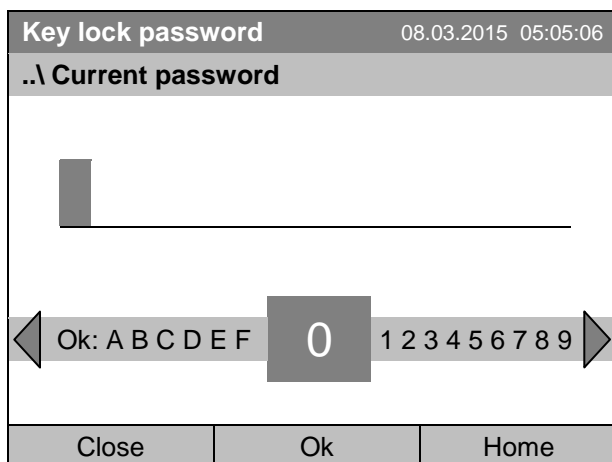 Key lock password 08.03.2015 05:05:06
..\ Current password
Ok: A B C D E F 0 1 2 3 4 5 6 7 8 9
Close Ok Home